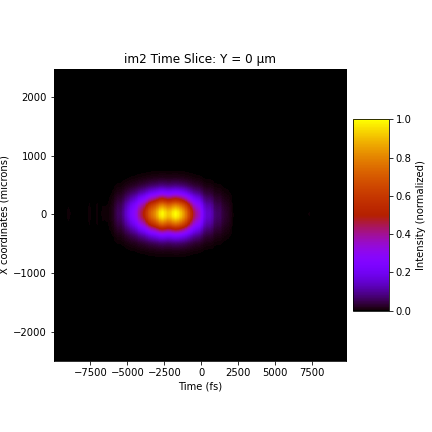 im2 Time Slice: Y = 0 μm
2000
1000
0
−1000
−2000
X coordinates (microns)
−7500 −5000 −2500 0 2500 5000 7500
Time (fs)
1.0
0.8
0.6
0.4
0.2
0.0
Intensity (normalized)